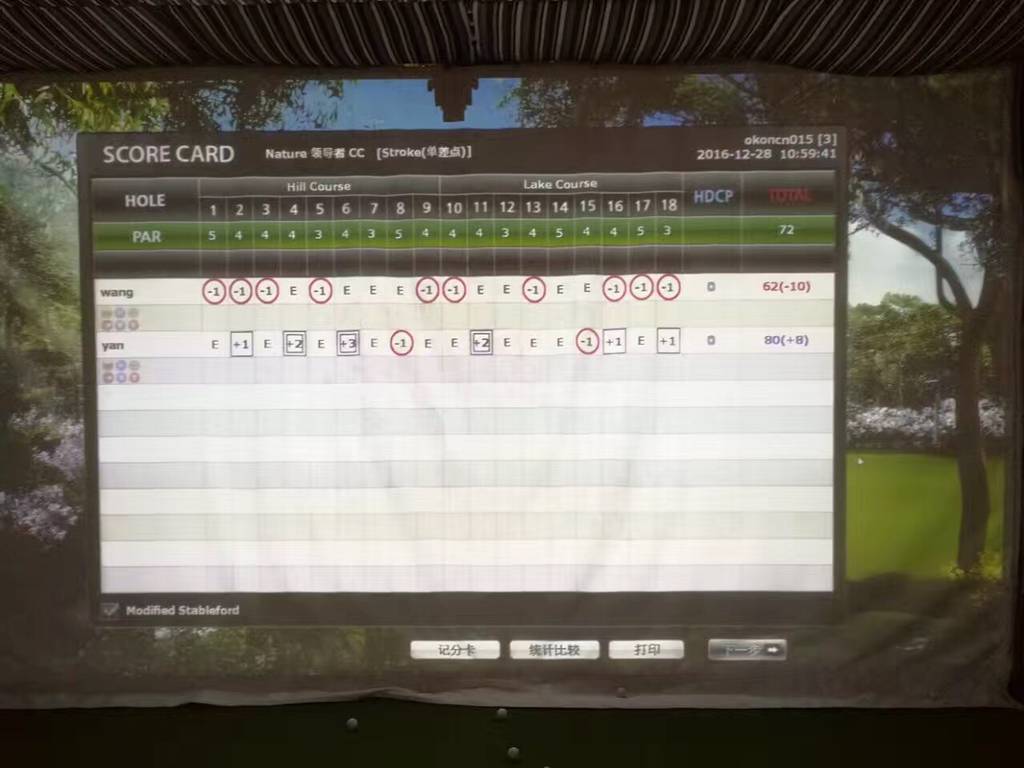 SCORE CARD Nature 领导者 CC [Stroke(单差点)] okoncn015 [3]
2016-12-28 10:59:41
HOLE Hill Course Lake Course HDCP TOTAL
1 2 3 4 5 6 7 8 9 10 11 12 13 14 15 16 17 18
PAR 5 4 4 4 3 4 3 5 4 4 4 3 4 5 4 4 5 3 72
wang -1 -1 -1 E -1 E E E -1 -1 E E -1 E E -1 -1 -1 0 62(-10)
yan E +1 E +2 E +3 E -1 E E +2 E E E -1 +1 E +1 0 80(+8)
Modified Stableford
记分卡 统计比较 打印 下一步